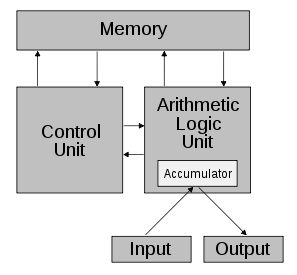 Memory
Control
Unit
Arithmetic
Logic
Unit
Accumulator
Input
Output